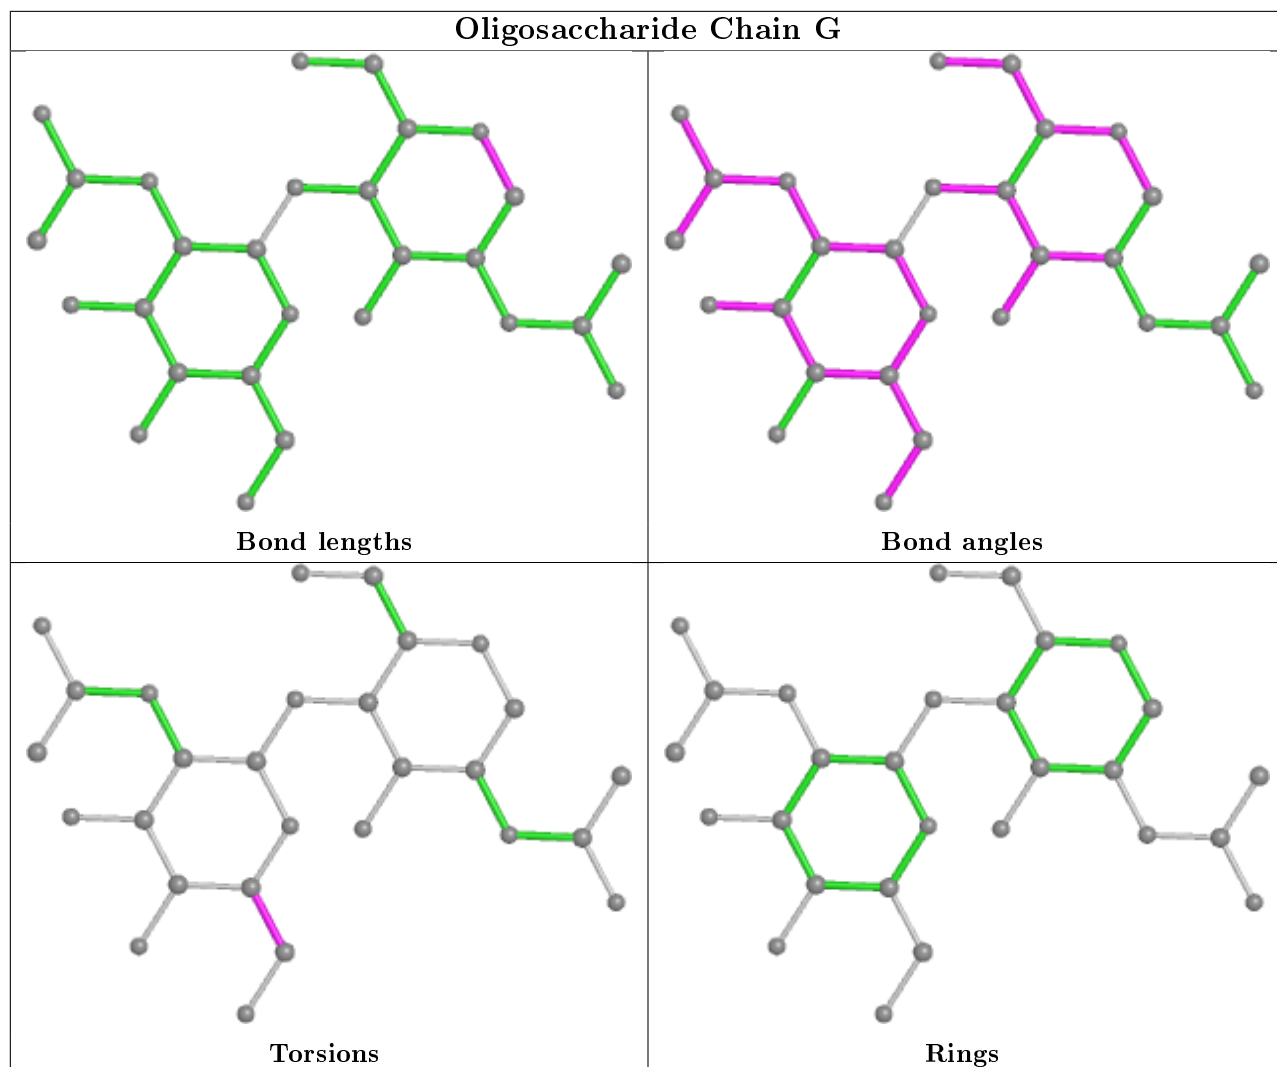 Oligosaccharide Chain G
Bond lengths
Bond angles
Torsions
Rings